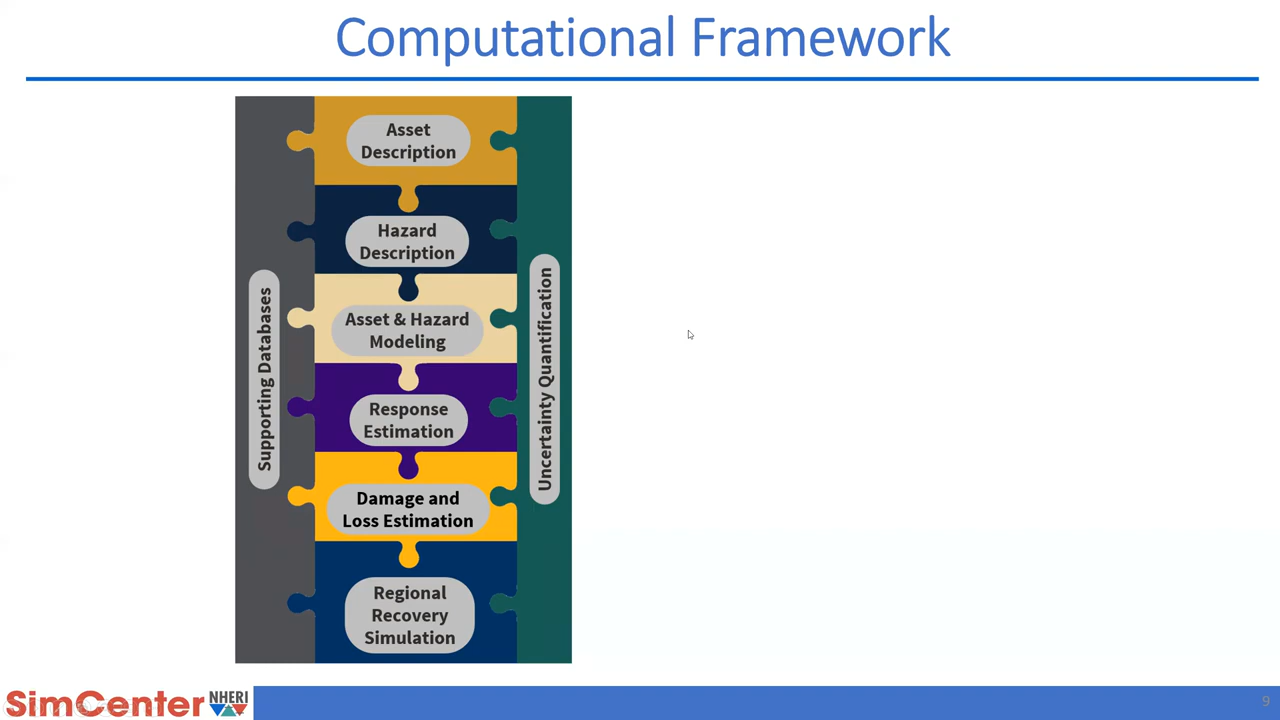 Computational Framework
Asset
Description
Hazard
Description
Asset & Hazard
Modeling
Response
Estimation
Damage and
Loss Estimation
Regional
Recovery
Simulation
Supporting Databases
Uncertainty Quantification
SimCenter
NHERI
9